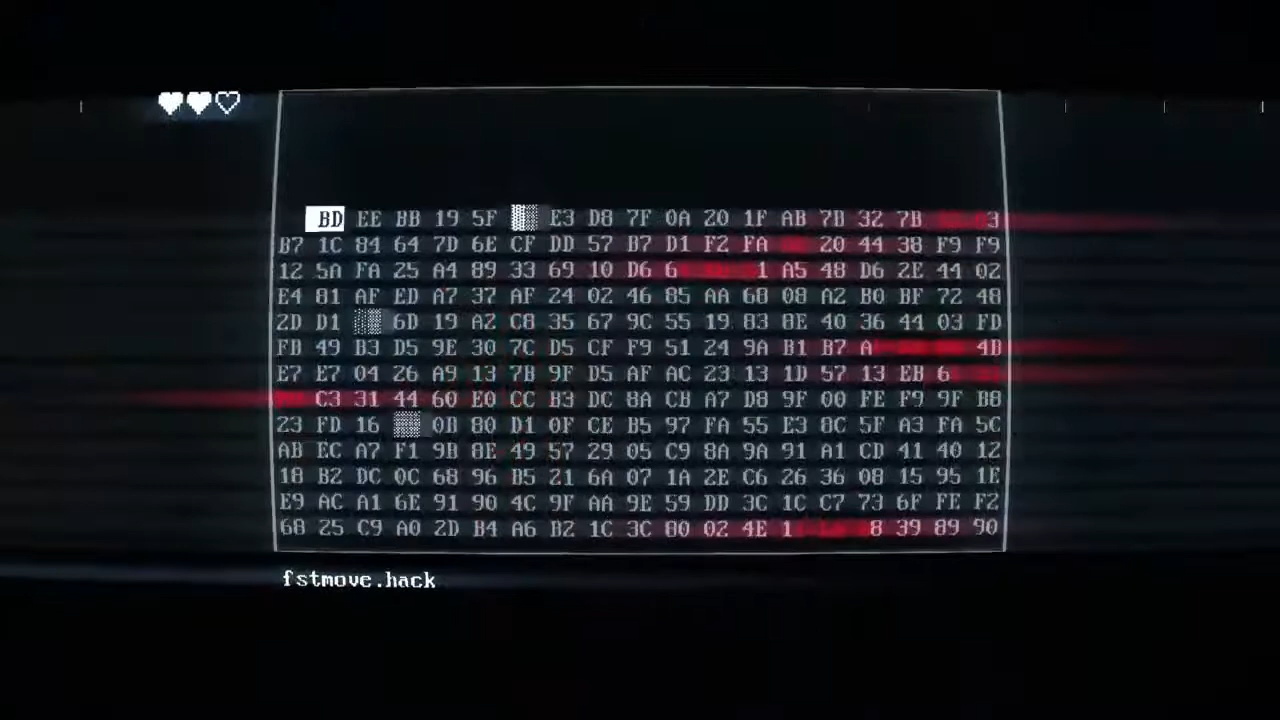 BD EE BB 19 5F E3 D8 7F 0A 20 1F AB 7B 32 7B 3
B7 1C 84 64 7D 6E CF DD 57 B7 D1 F2 FA 20 44 38 F9 F9
12 5A FA 25 A4 89 33 69 10 D6 6 1 A5 48 D6 2E 44 02
E4 81 AF ED A7 37 AF 24 02 46 85 AA 68 08 A2 B0 BF 72 48
2D D1 6D 19 A2 C8 35 67 9C 55 19 83 8E 40 36 44 03 FD
FB 49 B3 D5 9E 30 7C D5 CF F9 51 24 9A B1 B7 A 4B
E7 E7 04 26 A9 13 7B 9F D5 AF AC 23 13 1D 57 13 EB 6
C3 31 44 60 E0 CC B3 DC 8A CB A7 D8 9F 00 FE F9 9F B8
23 FD 16 0B 80 D1 0F CE B5 97 FA 55 E3 8C 5F A3 FA 5C
AB EC A7 F1 9B 8E 49 57 29 05 C9 8A 9A 91 A1 CD 41 40 12
18 B2 DC 0C 68 96 B5 21 6A 07 1A 2E C6 26 36 08 15 95 1E
E9 AC A1 6E 91 90 4C 9F AA 9E 59 DD 3C 1C C7 73 6F FE F2
68 25 C9 A0 2D B4 A6 B2 1C 3C 80 02 4E 1 8 39 89 90
fstmove.hack